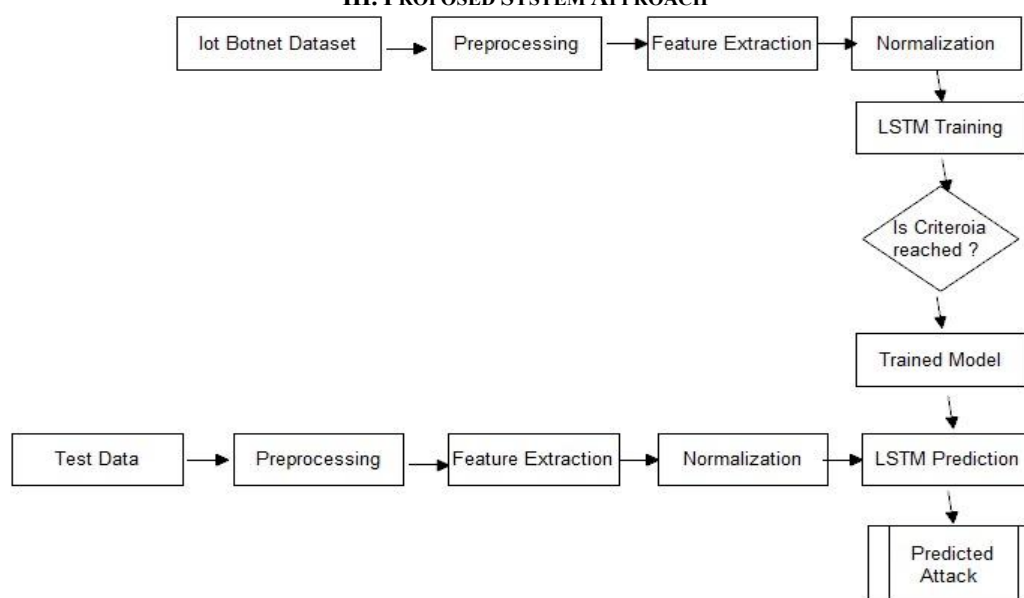 III. PROPOSED SYSTEM APPROACH
Iot Botnet Dataset
Preprocessing
Feature Extraction
Normalization
LSTM Training
Is Criteroia
reached ?
Trained Model
Test Data
Preprocessing
Feature Extraction
Normalization
LSTM Prediction
Predicted
Attack